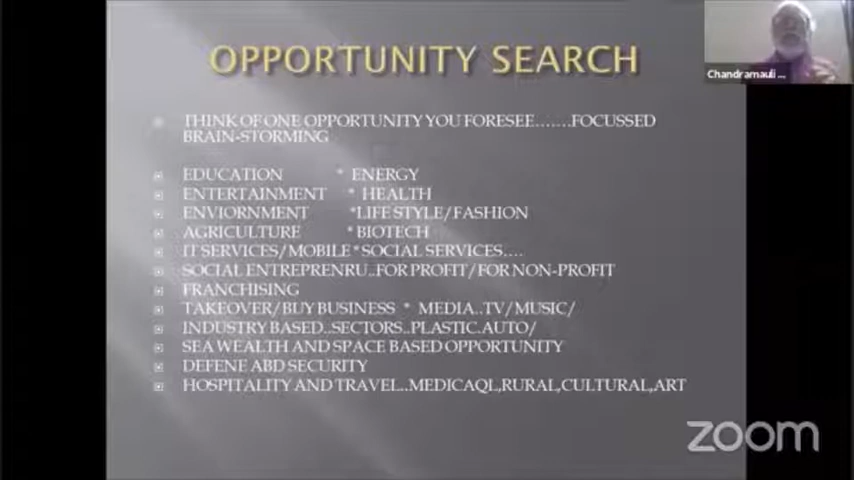 OPPORTUNITY SEARCH
Chandramauli ...
THINK OF ONE OPPORTUNITY YOU FORESEE.......FOCUSSED
BRAIN-STORMING
EDUCATION * ENERGY
ENTERTAINMENT * HEALTH
ENVIORNMENT *LIFE STYLE/FASHION
AGRICULTURE * BIOTECH
IT SERVICES/MOBILE * SOCIAL SERVICES....
SOCIAL ENTREPRENRU..FOR PROFIT/FOR NON-PROFIT
FRANCHISING
TAKEOVER/BUY BUSINESS * MEDIA..TV/MUSIC/
INDUSTRY BASED..SECTORS..PLASTIC.AUTO/
SEA WEALTH AND SPACE BASED OPPORTUNITY
DEFENE ABD SECURITY
HOSPITALITY AND TRAVEL..MEDICAQL,RURAL,CULTURAL,ART
zoom